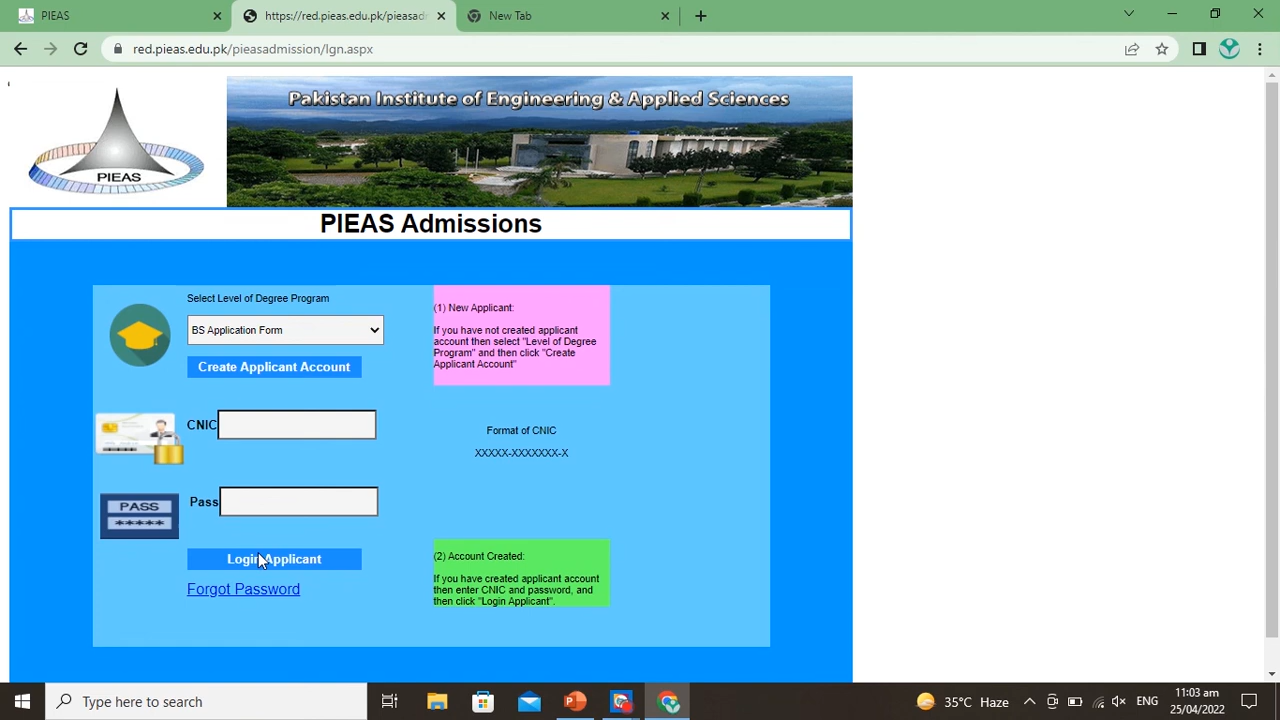 PIEAS
https://red.pieas.edu.pk/pieasadm
New Tab
red.pieas.edu.pk/pieasadmission/lgn.aspx
Pakistan Institute of Engineering & Applied Sciences
PIEAS
PIEAS Admissions
Select Level of Degree Program
BS Application Form
Create Applicant Account
(1) New Applicant:
If you have not created applicant
account then select "Level of Degree
Program" and then click "Create
Applicant Account"
CNIC
Format of CNIC
XXXXX-XXXXXXX-X
PASS
*****
Pass
Login Applicant
Forgot Password
(2) Account Created:
If you have created applicant account
then enter CNIC and password, and
then click "Login Applicant".
Type here to search
35°C Haze
ENG
11:03 am
25/04/2022